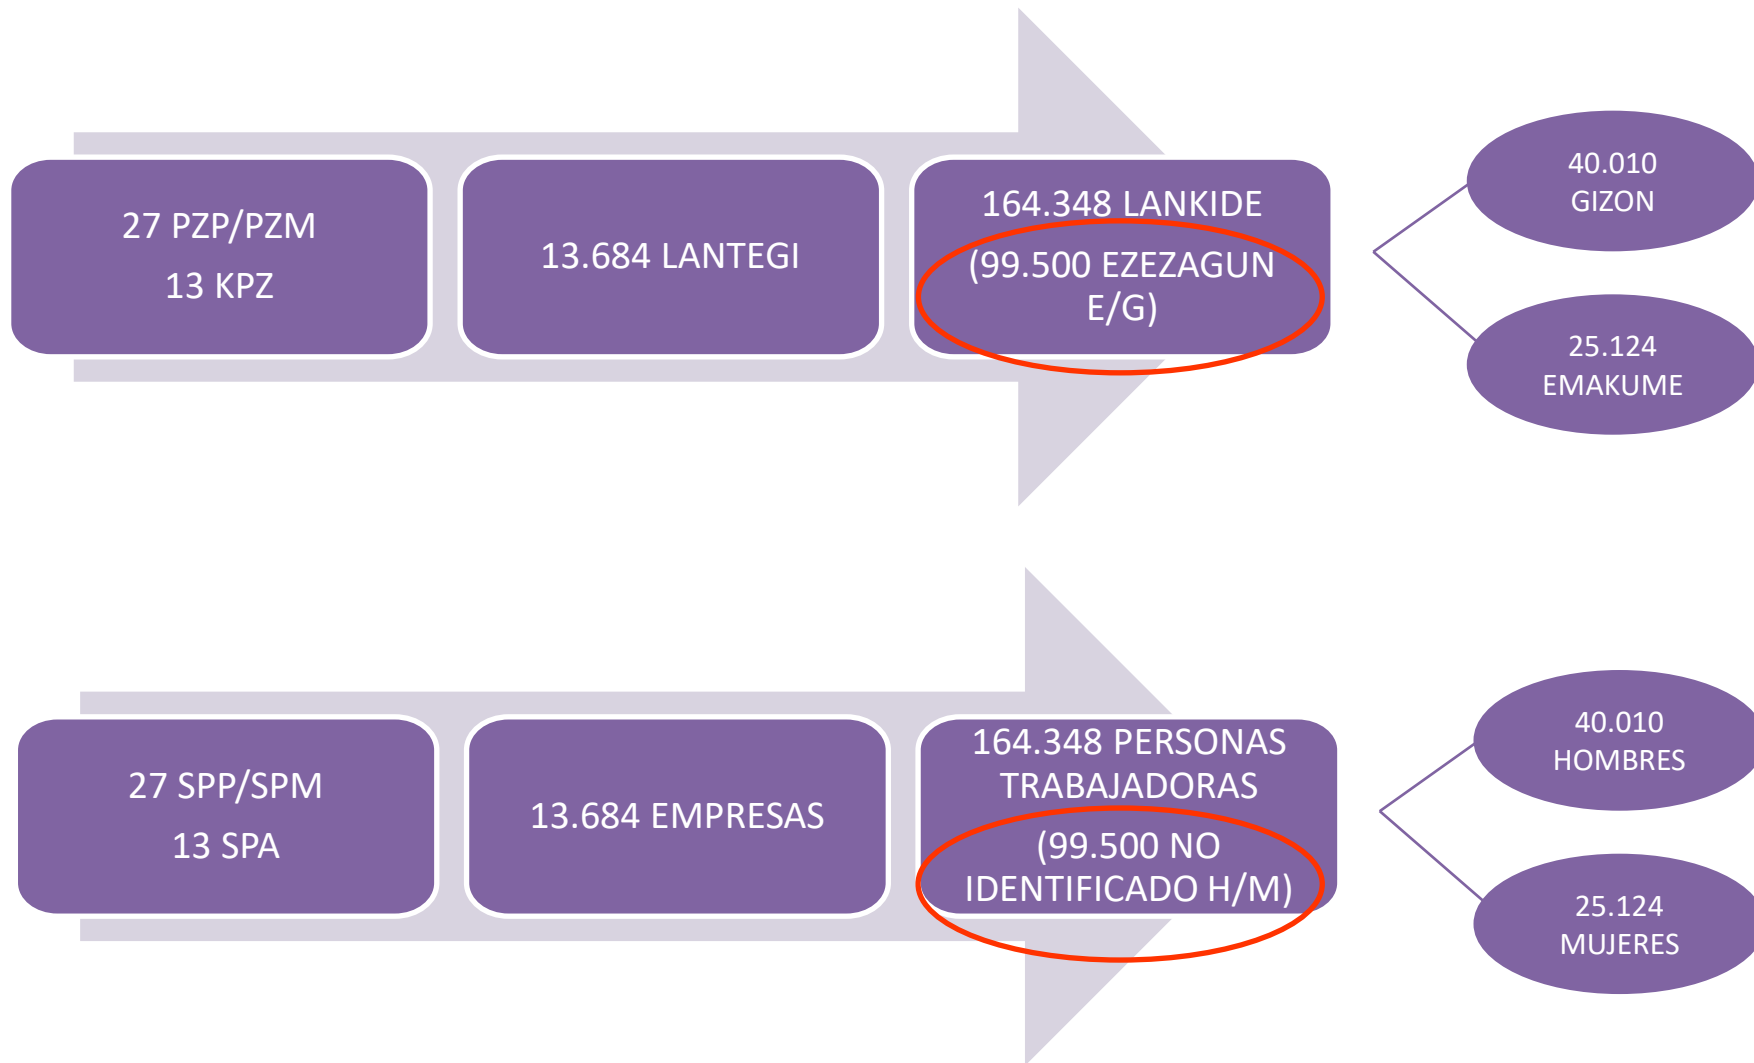 27 PZP/PZM
13 KPZ
13.684 LANTEGI
164.348 LANKIDE
(99.500 EZEZAGUN
E/G)
40.010
GIZON
25.124
EMAKUME
27 SPP/SPM
13 SPA
13.684 EMPRESAS
164.348 PERSONAS
TRABAJADORAS
(99.500 NO
IDENTIFICADO H/M)
40.010
HOMBRES
25.124
MUJERES